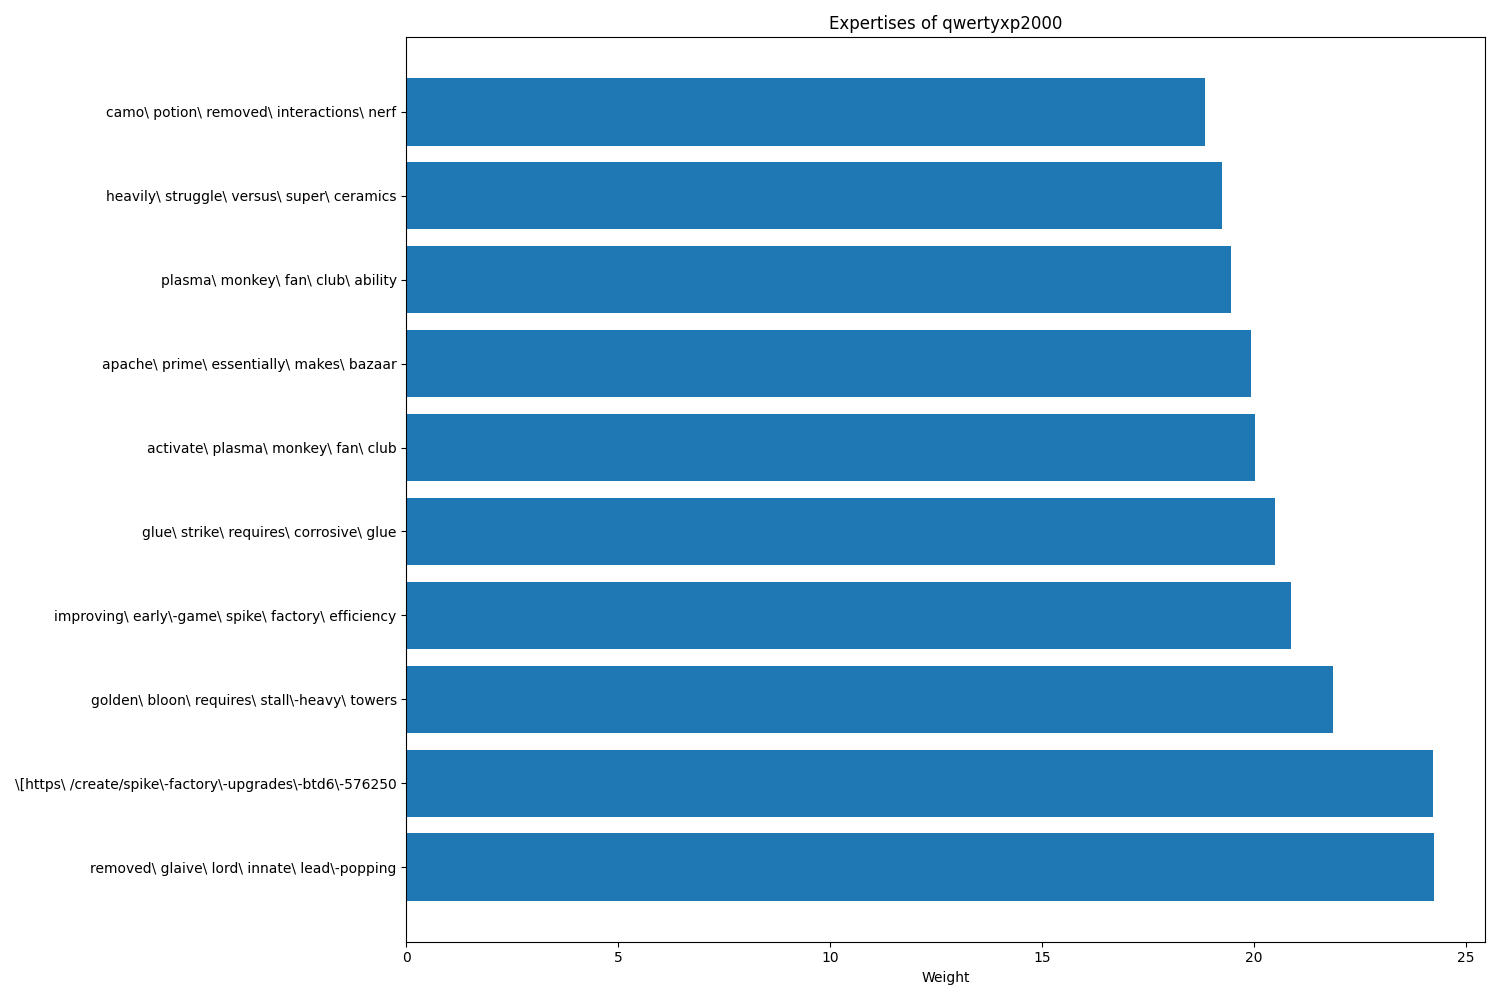 Expertises of qwertyxp2000
camo\ potion\ removed\ interactions\ nerf
heavily\ struggle\ versus\ super\ ceramics
plasma\ monkey\ fan\ club\ ability
apache\ prime\ essentially\ makes\ bazaar
activate\ plasma\ monkey\ fan\ club
glue\ strike\ requires\ corrosive\ glue
improving\ early\-game\ spike\ factory\ efficiency
golden\ bloon\ requires\ stall\-heavy\ towers
\[https\ /create/spike\-factory\-upgrades\-btd6\-576250
removed\ glaive\ lord\ innate\ lead\-popping
0 5 10 15 20 25
Weight